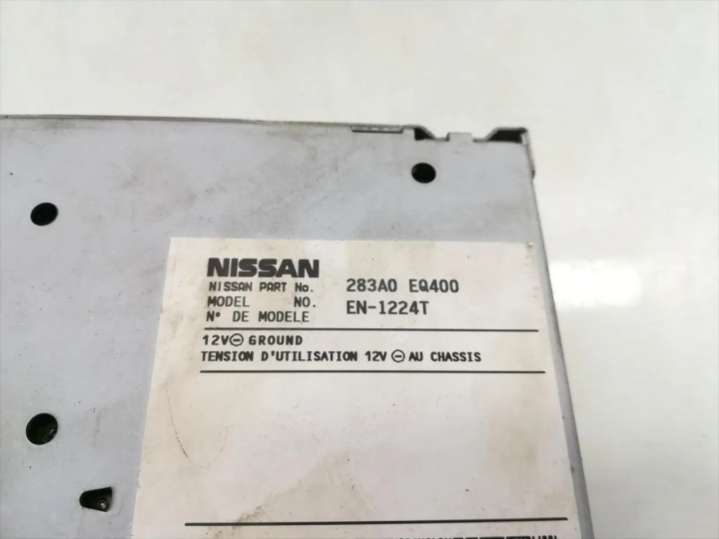 NISSAN
NISSAN PART No. 283A0 EQ400
MODEL NO. EN-1224T
N° DE MODELE
12V⊖GROUND
TENSION D'UTILISATION 12V ⊖ AU CHASSIS